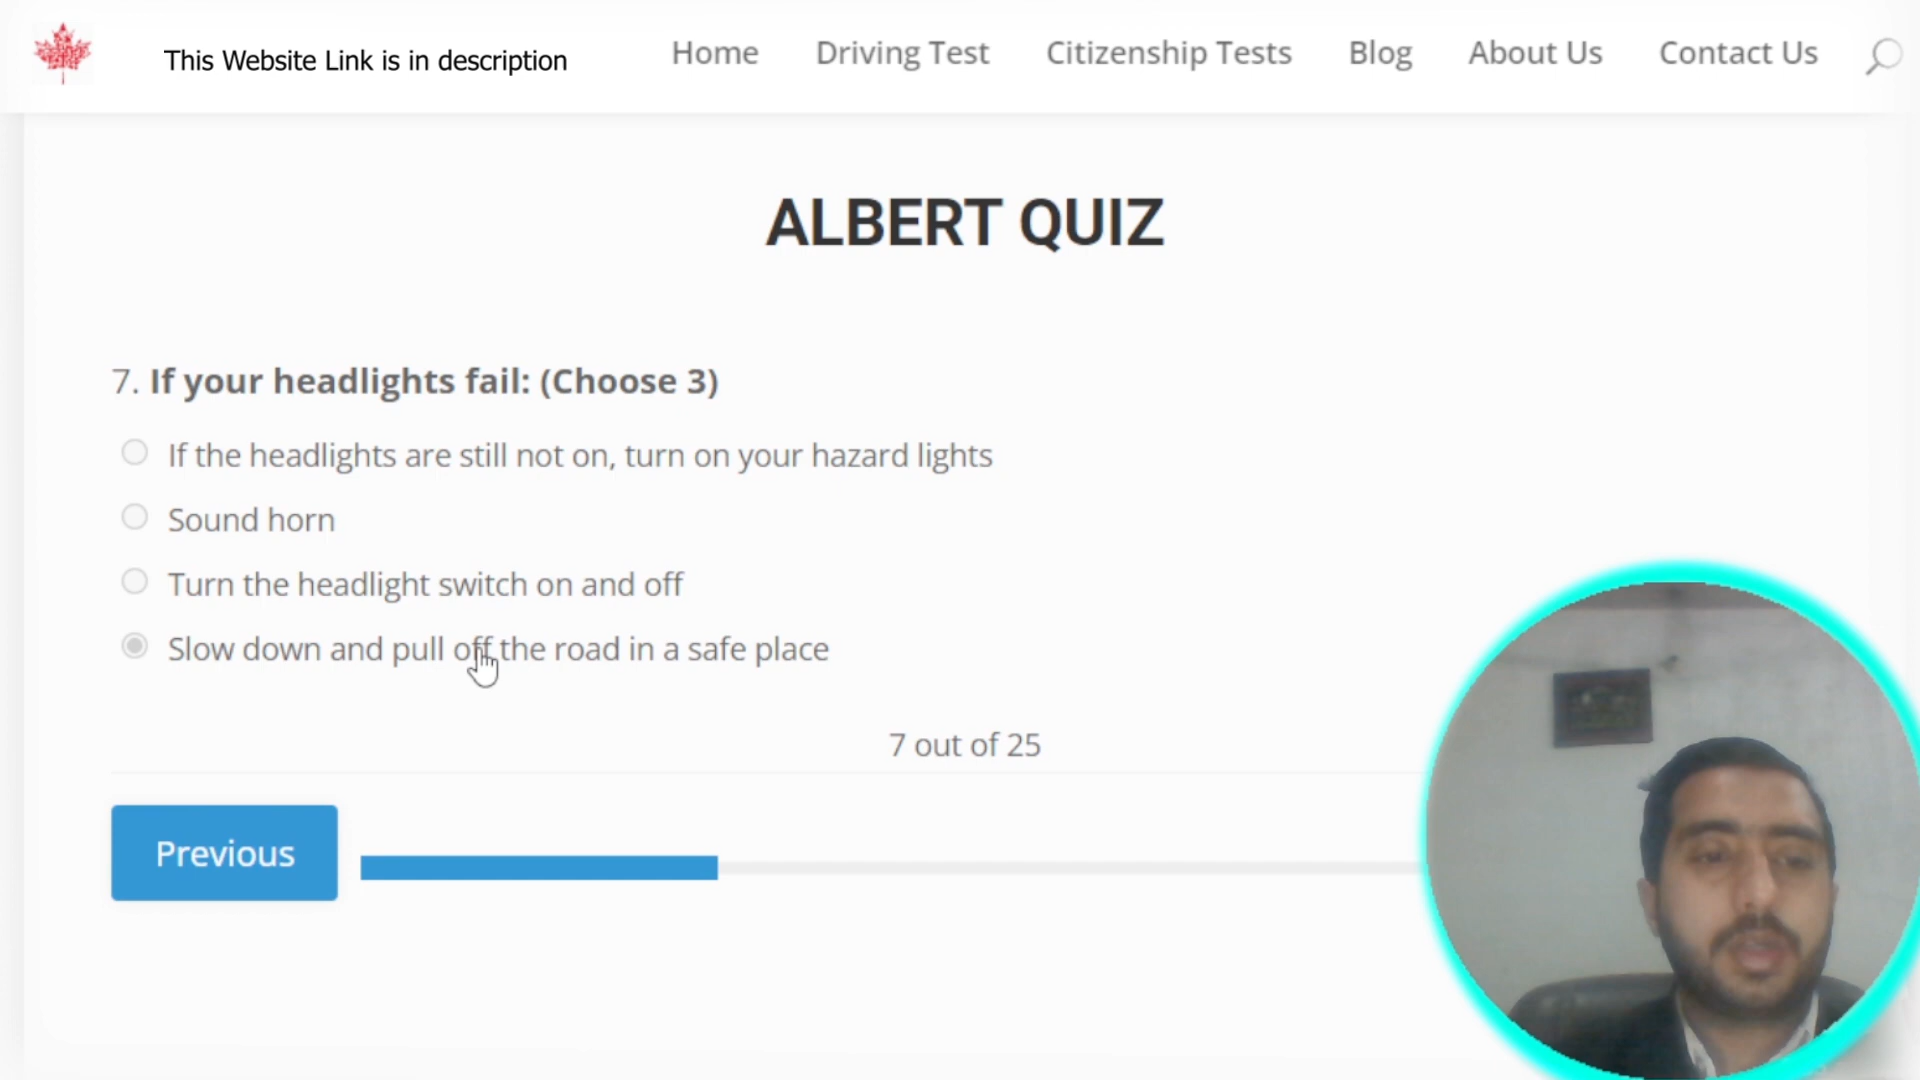 This Website Link is in description
Home
Driving Test
Citizenship Tests
Blog
About Us
Contact Us
ALBERT QUIZ
7. If your headlights fail: (Choose 3)
If the headlights are still not on, turn on your hazard lights
Sound horn
Turn the headlight switch on and off
Slow down and pull off the road in a safe place
7 out of 25
Previous